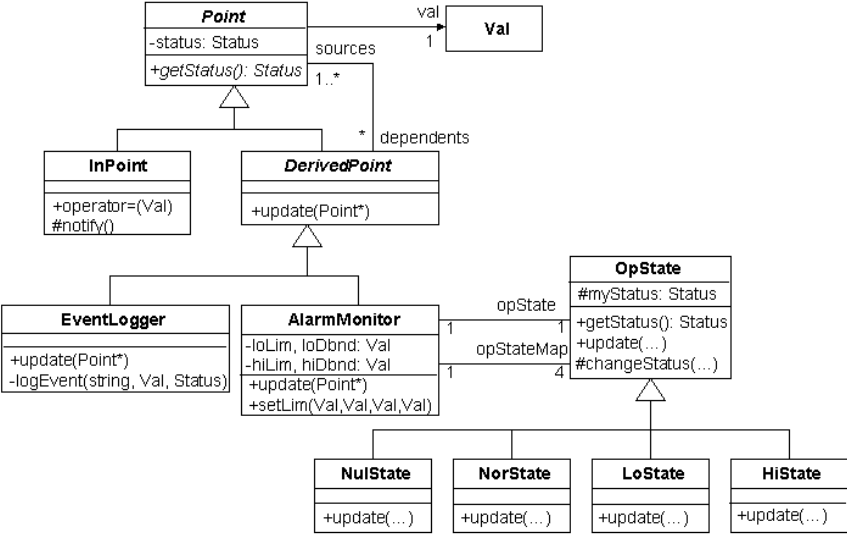 Point
-status: Status
+getStatus(): Status
val
1
Val
sources
1..*
* dependents
InPoint
+operator=(Val)
#notify()
DerivedPoint
+update(Point*)
EventLogger
+update(Point*)
-logEvent(string, Val, Status)
AlarmMonitor
-loLim, loDbnd: Val
-hiLim, hiDbnd: Val
+update(Point*)
+setLim(Val,Val,Val,Val)
opState
1 1
opStateMap
1 4
OpState
#myStatus: Status
+getStatus(): Status
+update(...)
#changeStatus(...)
NulState
+update(...)
NorState
+update(...)
LoState
+update(...)
HiState
+update(...)